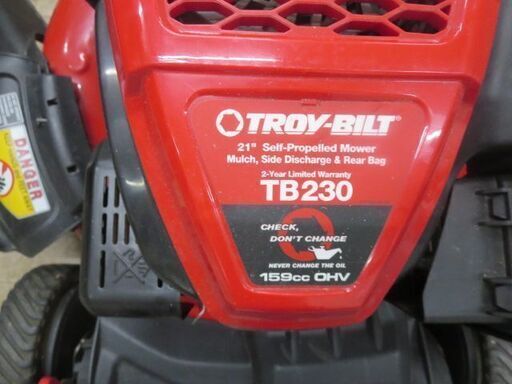 TROY-BILT®
21" Self-Propelled Mower
Mulch, Side Discharge & Rear Bag
2-Year Limited Warranty
TB230
CHECK,
DON'T CHANGE
NEVER CHANGE THE OIL
159cc OHV
DANGER